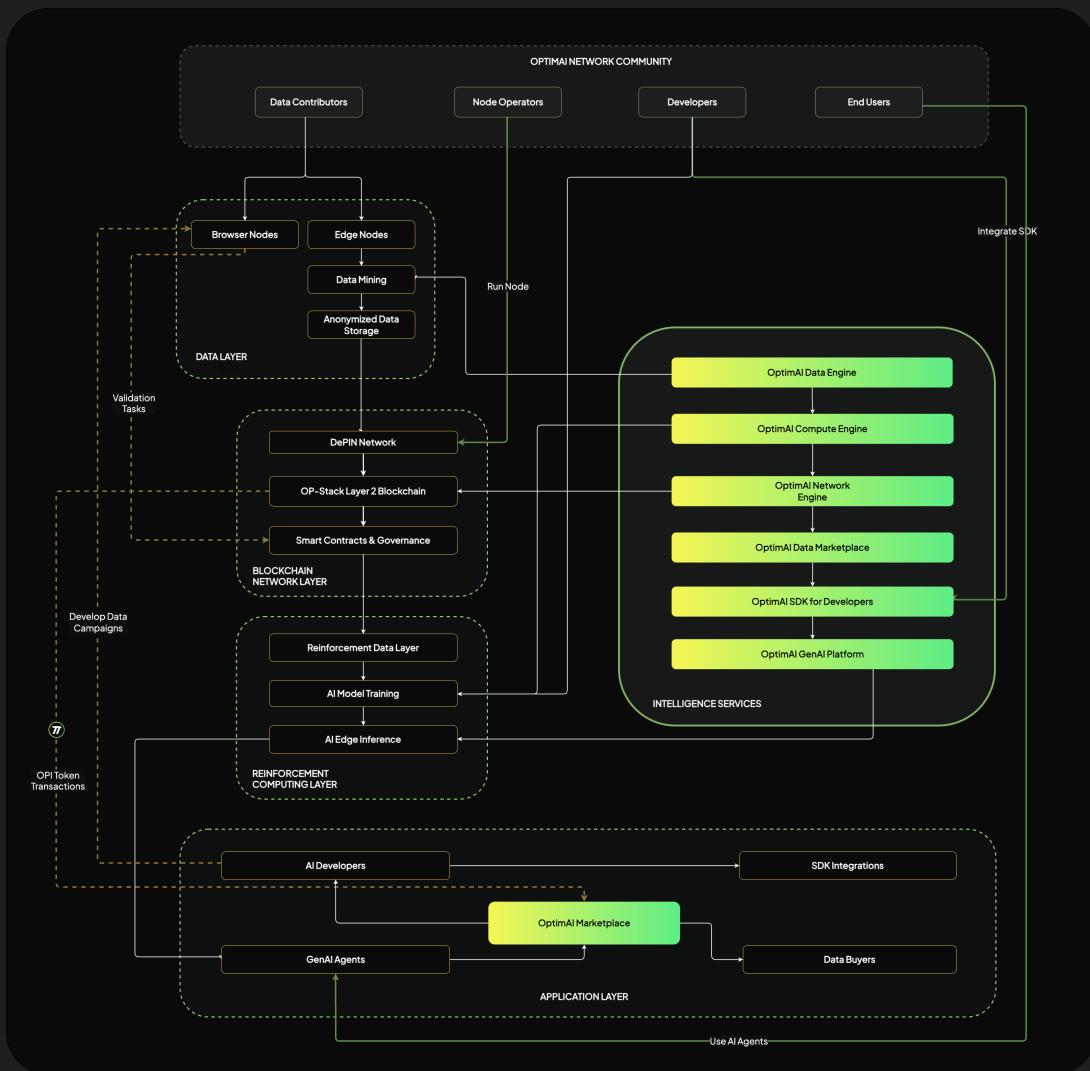 OPTIMAI NETWORK COMMUNITY
Data Contributors
Node Operators
Developers
End Users
Browser Nodes
Edge Nodes
Integrate SDK
Data Mining
Run Node
Anonymized Data
Storage
DATA LAYER
OptimAI Data Engine
Validation
Tasks
OptimAI Compute Engine
DePIN Network
OP-Stack Layer 2 Blockchain
OptimAI Network
Engine
Smart Contracts & Governance
OptimAI Data Marketplace
BLOCKCHAIN
NETWORK LAYER
OptimAI SDK for Developers
Develop Data
Campaigns
Reinforcement Data Layer
OptimAI GenAI Platform
AI Model Training
INTELLIGENCE SERVICES
AI Edge Inference
REINFORCEMENT
COMPUTING LAYER
OPI Token
Transactions
AI Developers
SDK Integrations
OptimAI Marketplace
GenAI Agents
Data Buyers
APPLICATION LAYER
Use AI Agents